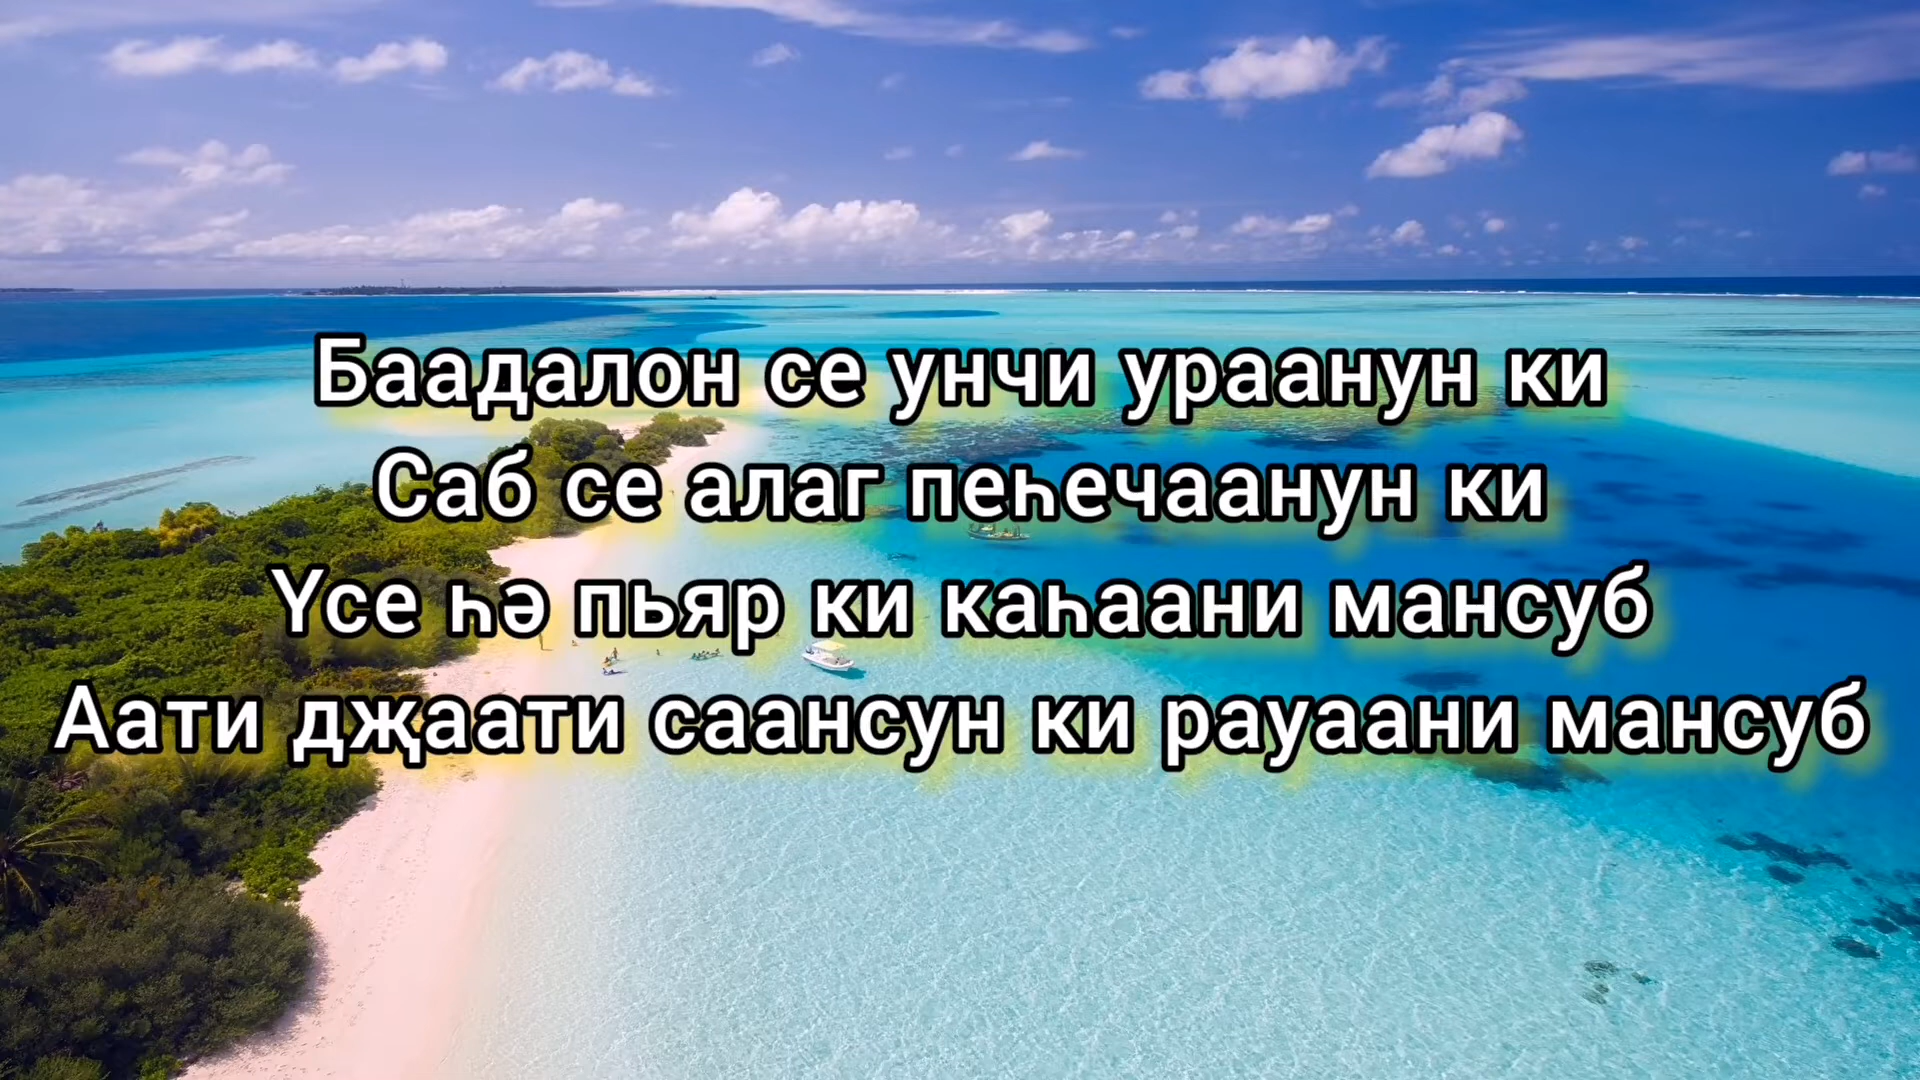 Баадалон се унчи ураанун ки
Саб се алаг пеһечаанун ки
Үсе һә пьяр ки каһаани мансуб
Аати дҗаати саансун ки рауаани мансуб